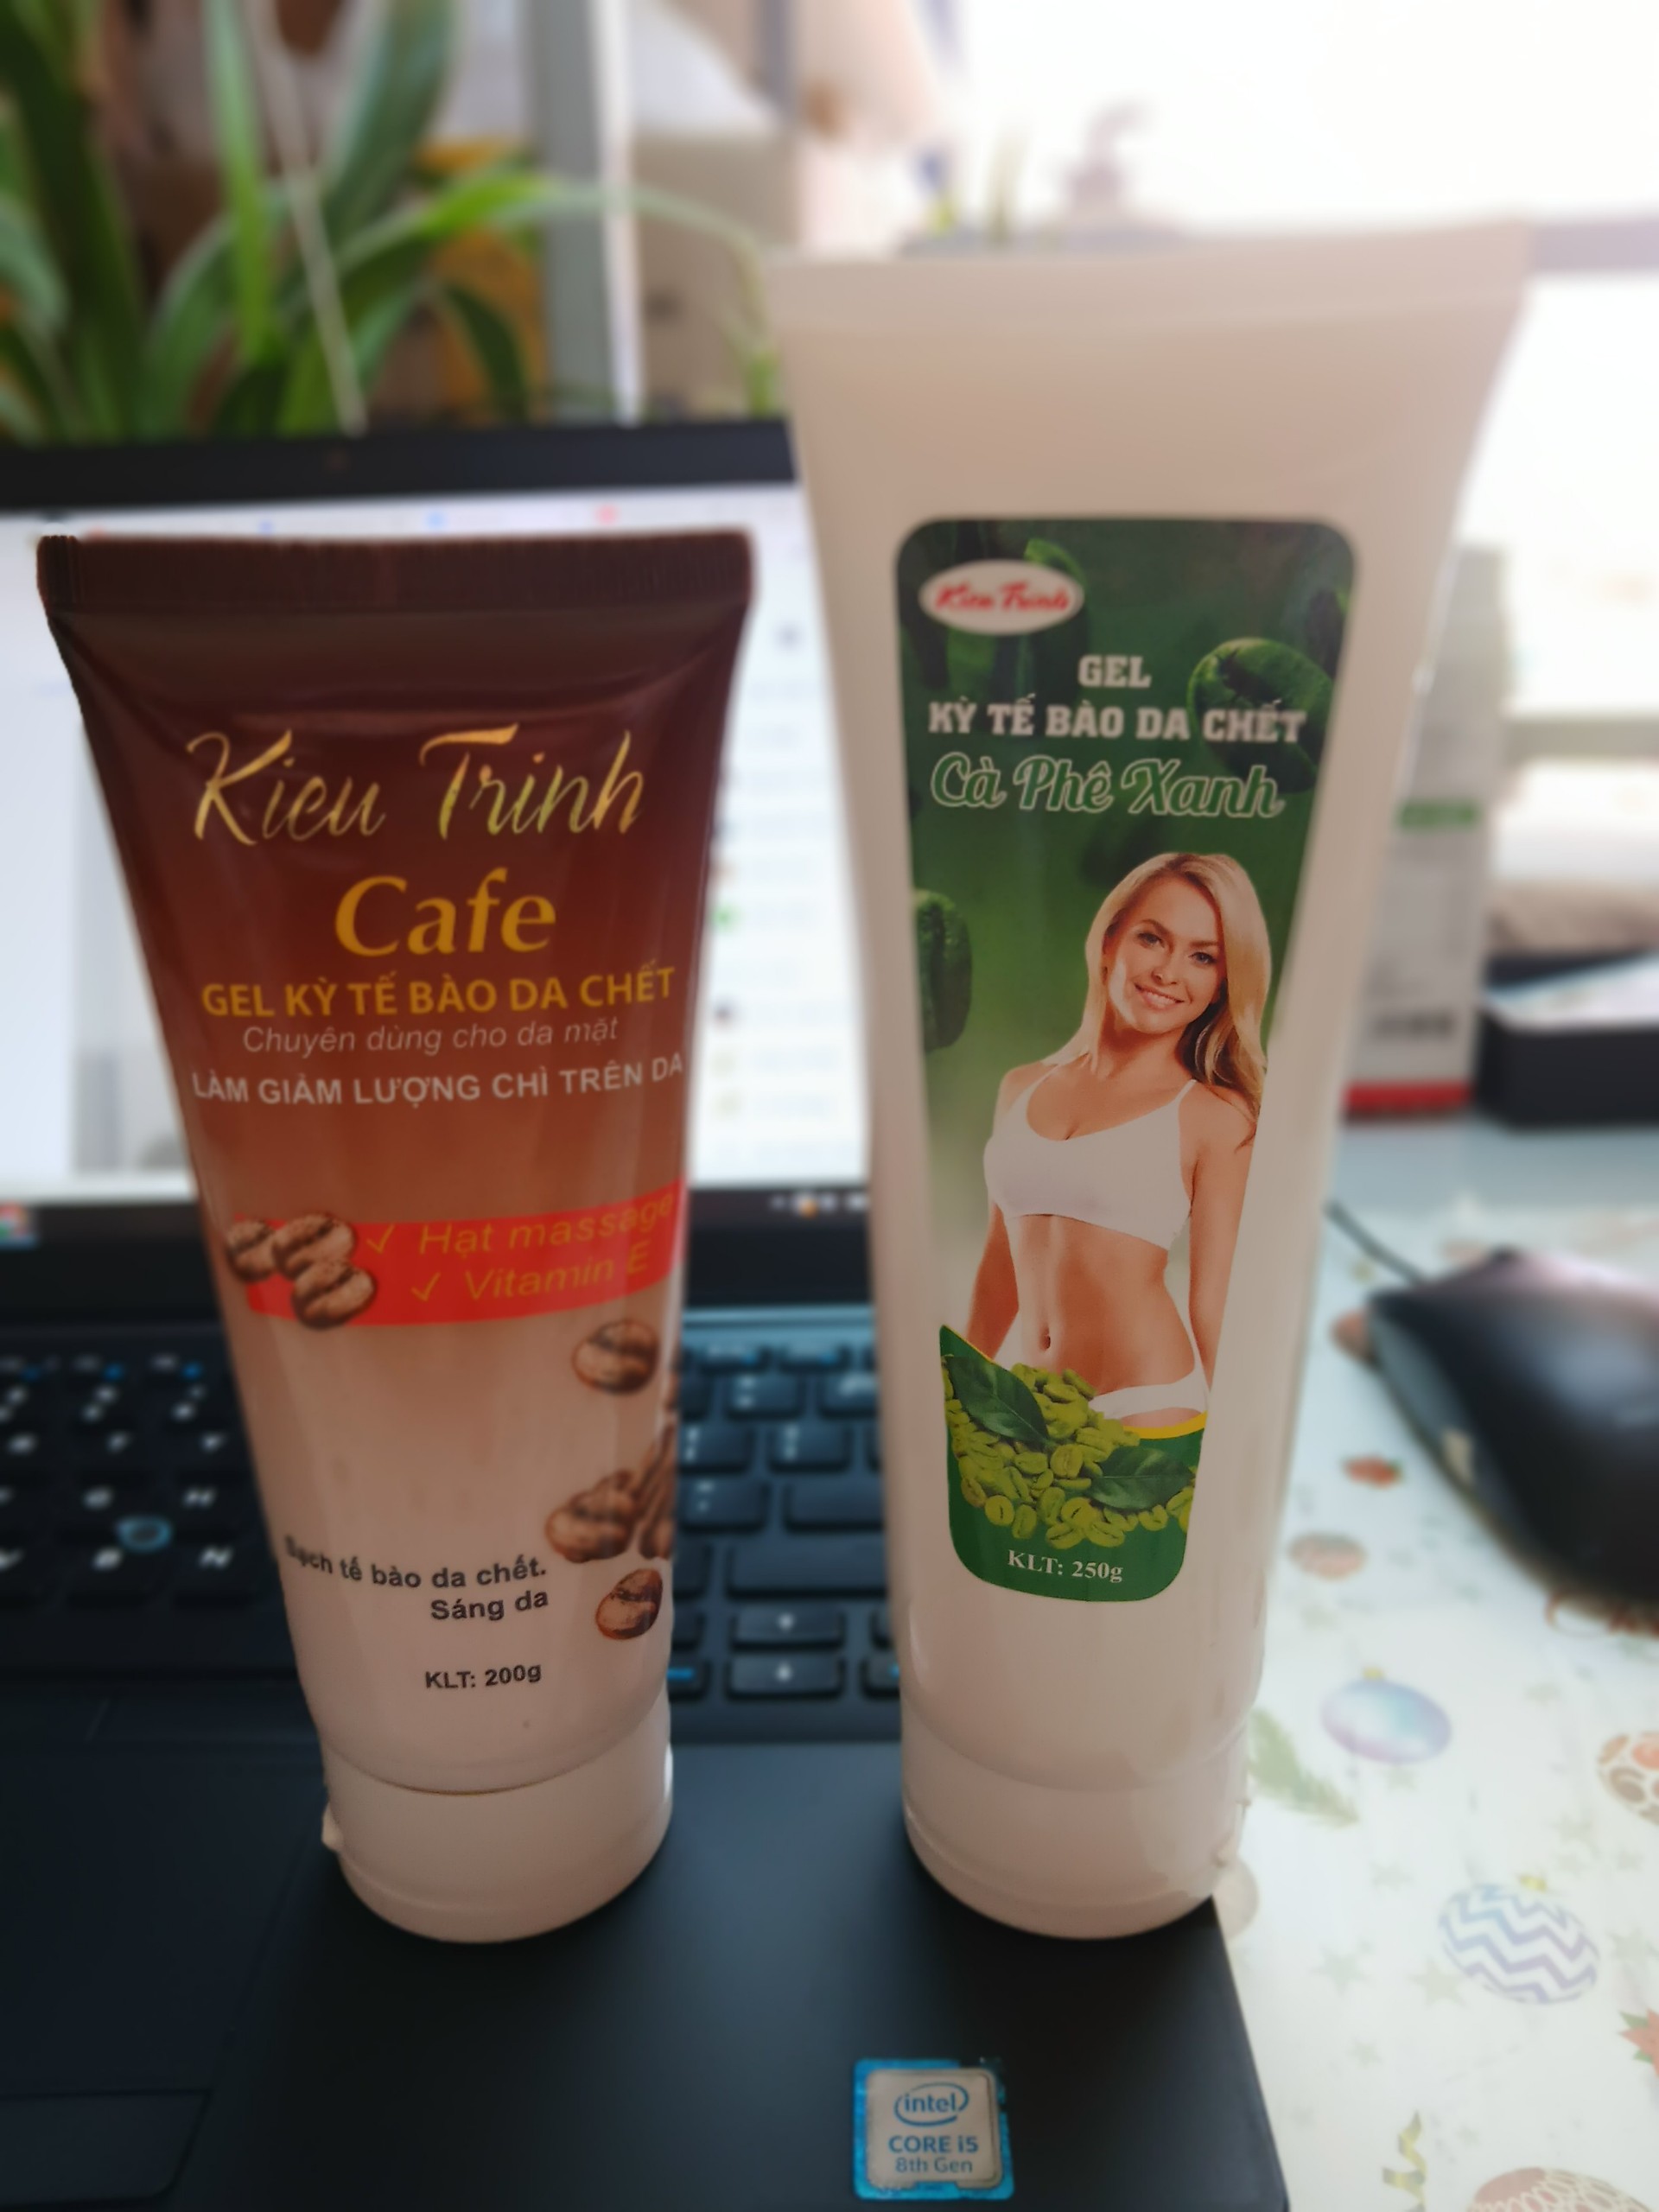 Kieu Trinh
Cafe
GEL KỲ TẾ BÀO DA CHẾT
Chuyên dùng cho da mặt
LÀM GIẢM LƯỢNG CHÌ TRÊN DA
✓ Hạt massage
✓ Vitamin E
Sạch tế bào da chết.
Sáng da
KLT: 200g
Kieu Trinh
GEL
KỲ TẾ BÀO DA CHẾT
Cà Phê Xanh
KLT: 250g
intel
CORE i5
8th Gen